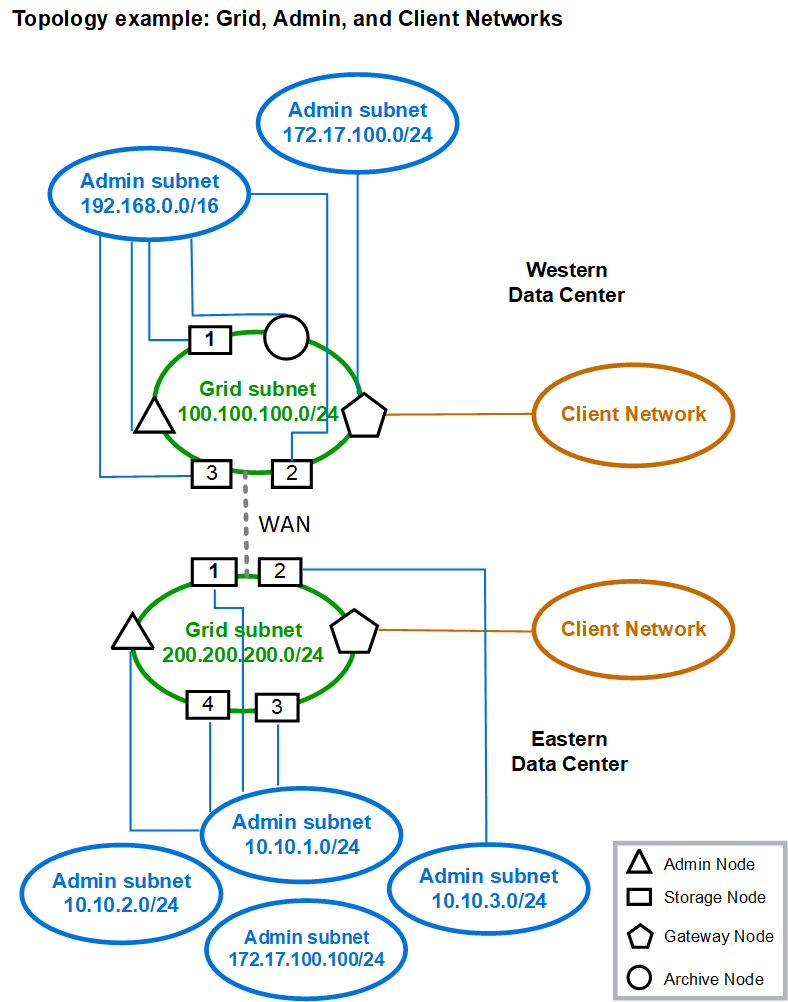 Topology example: Grid, Admin, and Client Networks
Admin subnet
172.17.100.0/24
Admin subnet
192.168.0.0/16
Western
Data Center
1
Grid subnet
100.100.100.0/24
Client Network
3
2
WAN
1
2
Grid subnet
200.200.200.0/24
Client Network
4
3
Eastern
Data Center
Admin subnet
10.10.1.0/24
Admin subnet
10.10.2.0/24
Admin subnet
10.10.3.0/24
Admin subnet
172.17.100.100/24
Admin Node
Storage Node
Gateway Node
Archive Node